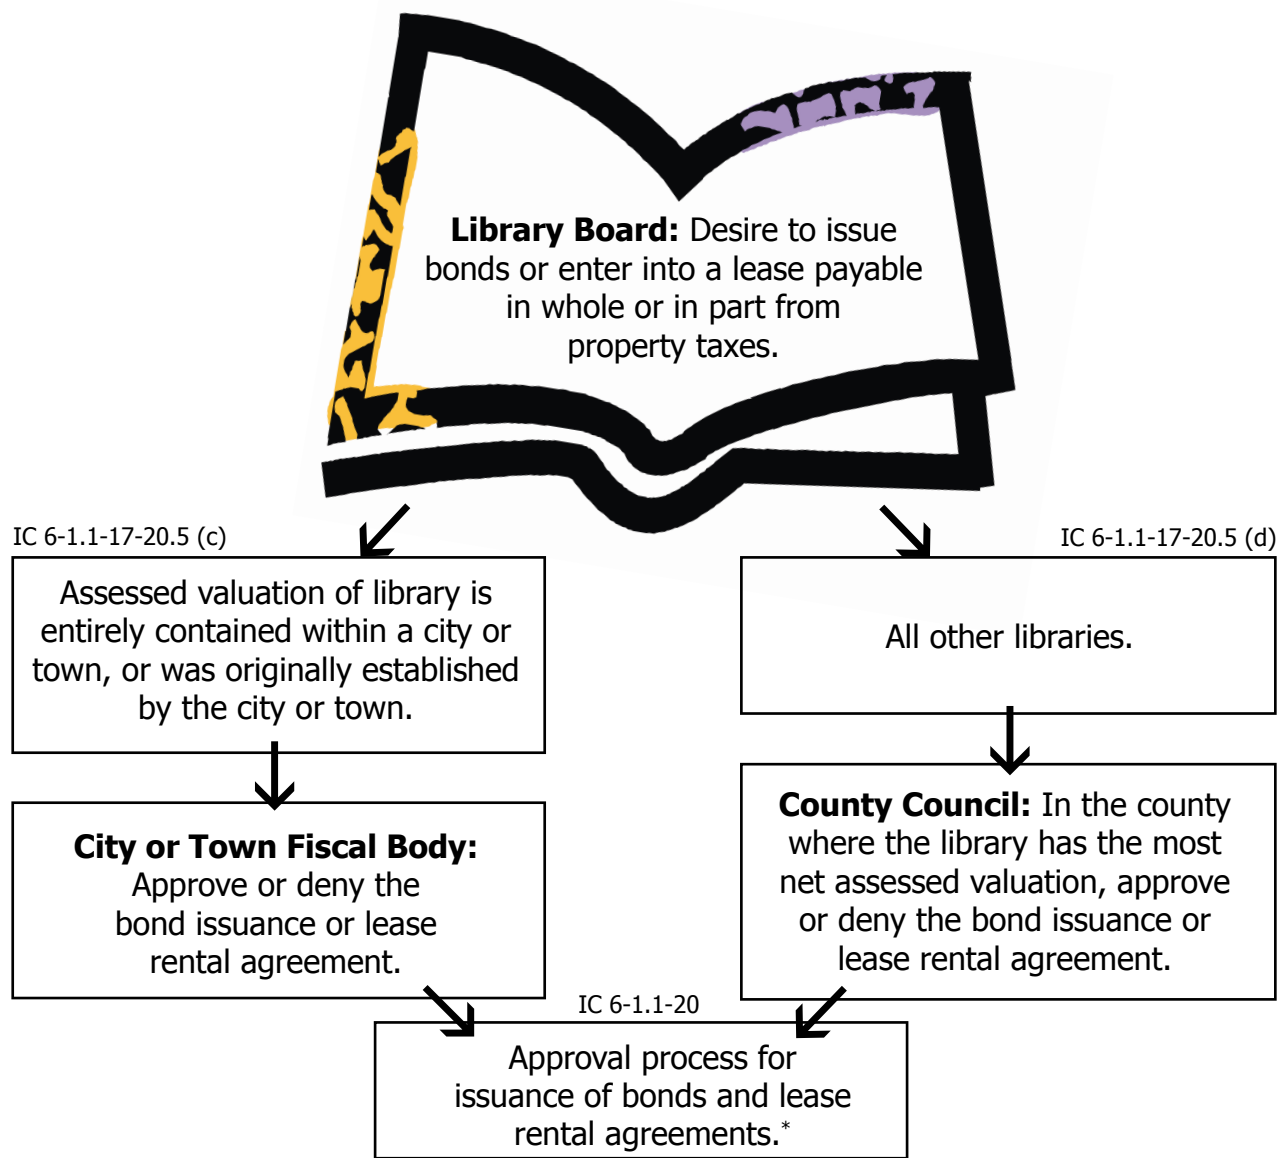 Library Board: Desire to issue
bonds or enter into a lease payable
in whole or in part from
property taxes.
IC 6-1.1-17-20.5 (c)
Assessed valuation of library is
entirely contained within a city or
town, or was originally established
by the city or town.
City or Town Fiscal Body:
Approve or deny the
bond issuance or lease
rental agreement.
IC 6-1.1-17-20.5 (d)
All other libraries.
County Council: In the county
where the library has the most
net assessed valuation, approve
or deny the bond issuance or
lease rental agreement.
IC 6-1.1-20
Approval process for
issuance of bonds and lease
rental agreements.*